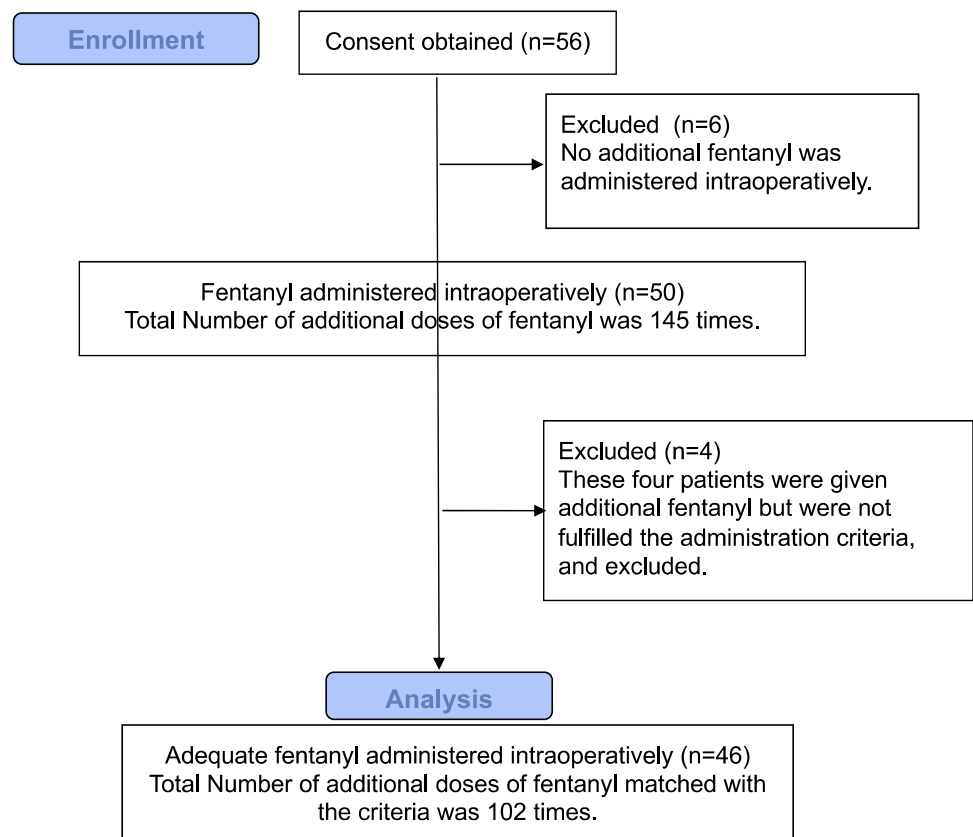 Enrollment
Consent obtained (n=56)
Excluded (n=6)
No additional fentanyl was
administered intraoperatively.
Fentanyl administered intraoperatively (n=50)
Total Number of additional doses of fentanyl was 145 times.
Excluded (n=4)
These four patients were given
additional fentanyl but were not
fulfilled the administration criteria,
and excluded.
Analysis
Adequate fentanyl administered intraoperatively (n=46)
Total Number of additional doses of fentanyl matched with
the criteria was 102 times.